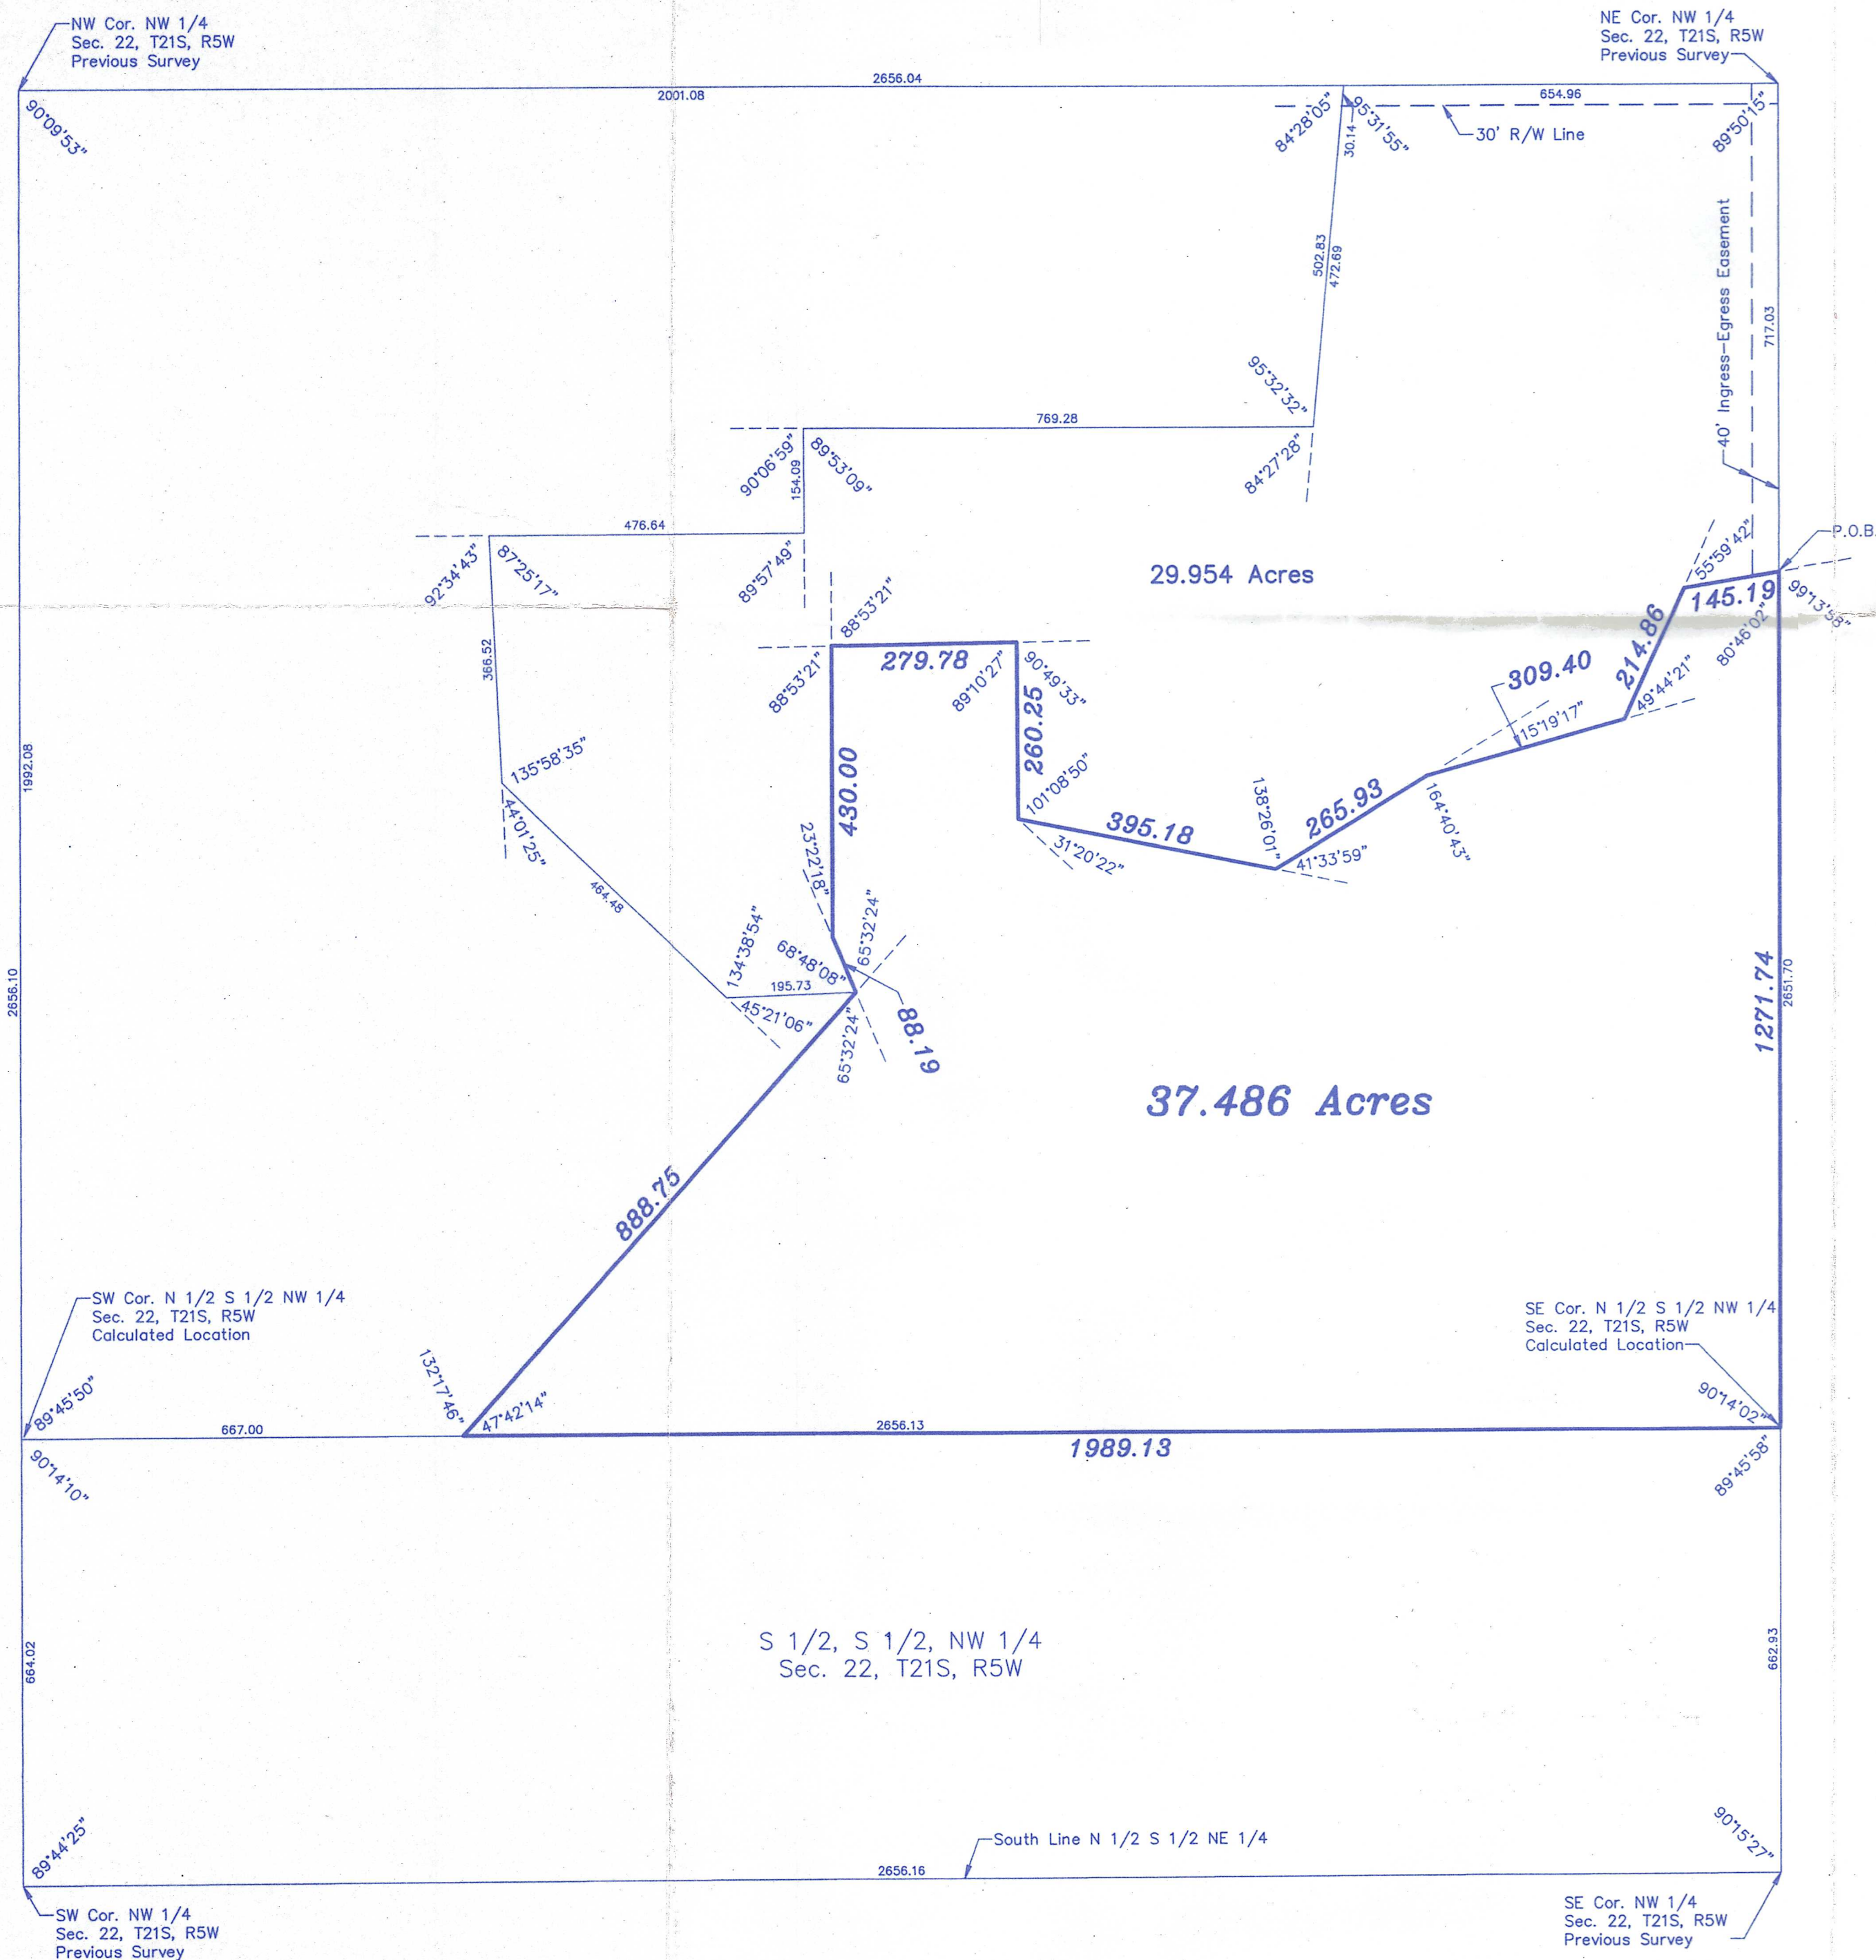 NW Cor. NW 1/4
Sec. 22, T21S, R5W
Previous Survey
NE Cor. NW 1/4
Sec. 22, T21S, R5W
Previous Survey
2656.04
2001.08
654.96
90°09'53"
84°28'05"
95°31'55"
30.14
30' R/W Line
89°50'15"
502.83
472.69
40' Ingress-Egress Easement
717.03
95°32'32"
84°27'28"
769.28
90°06'59"
89°53'09"
154.09
476.64
92°34'43"
87°25'17"
89°57'49"
29.954 Acres
P.O.B.
55°59'42"
145.19
99°13'58"
80°46'02"
88°53'21"
88°53'21"
279.78
89°10'27"
90°49'33"
214.86
49°44'21"
309.40
15°19'17"
366.52
260.25
430.00
135°58'35"
44°01'25"
101°08'50"
395.18
31°20'22"
138°26'01"
265.93
41°33'59"
164°40'43"
1992.08
23°22'18"
464.48
134°38'54"
68°48'08"
65°32'24"
195.73
45°21'06"
65°32'24"
88.19
2656.10
1271.74
2651.70
37.486 Acres
888.75
SW Cor. N 1/2 S 1/2 NW 1/4
Sec. 22, T21S, R5W
Calculated Location
SE Cor. N 1/2 S 1/2 NW 1/4
Sec. 22, T21S, R5W
Calculated Location
89°45'50"
132°17'46"
47°42'14"
90°14'02"
667.00
2656.13
1989.13
90°14'10"
89°45'58"
S 1/2, S 1/2, NW 1/4
Sec. 22, T21S, R5W
664.02
662.93
89°44'25"
90°15'27"
South Line N 1/2 S 1/2 NE 1/4
2656.16
SW Cor. NW 1/4
Sec. 22, T21S, R5W
Previous Survey
SE Cor. NW 1/4
Sec. 22, T21S, R5W
Previous Survey